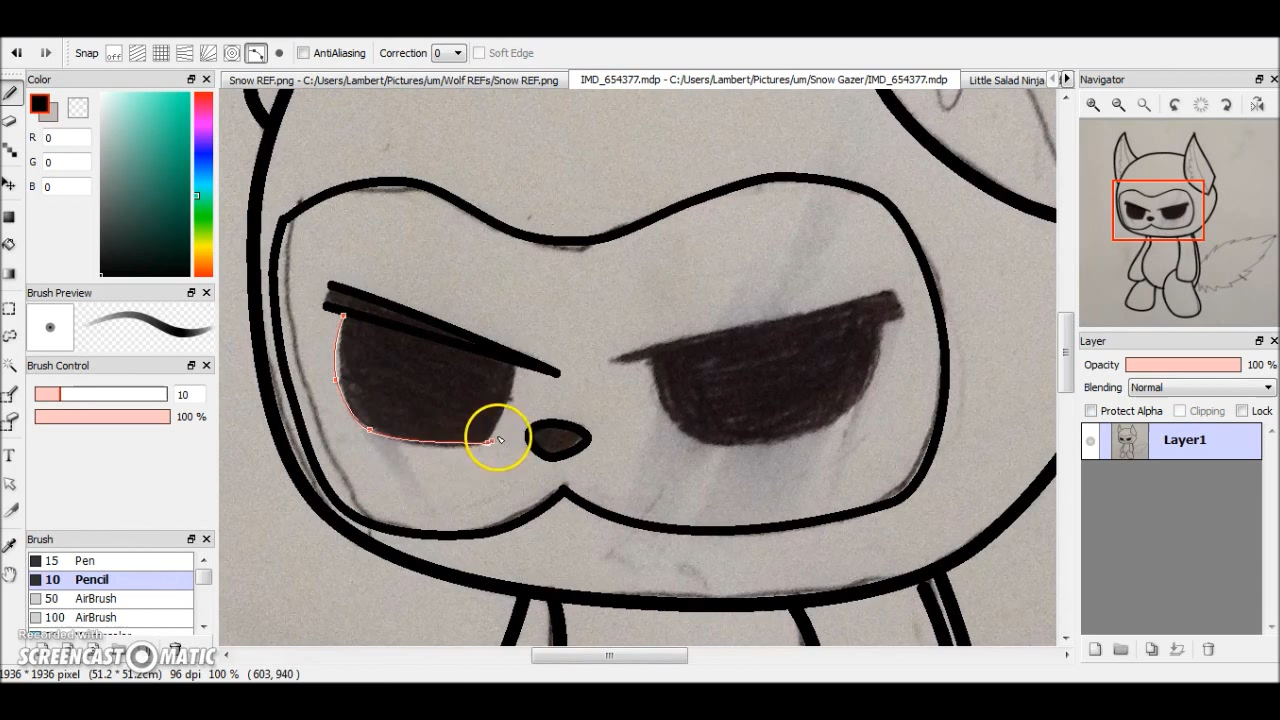 Snap off AntiAliasing Correction 0 Soft Edge
Color
Snow REF.png - C:/Users/Lambert/Pictures/um/Wolf REFs/Snow REF.png
IMD_654377.mdp - C:/Users/Lambert/Pictures/um/Snow Gazer/IMD_654377.mdp
Little Salad Ninja
Navigator
R 0
G 0
B 0
Brush Preview
Brush Control
10
100 %
Brush
15 Pen
10 Pencil
50 AirBrush
100 AirBrush
Recorded with
SCREENCAST MATIC
1936 * 1936 pixel (51.2 * 51.2cm) 96 dpi 100 % ( 603, 940 )
Layer
Opacity 100 %
Blending Normal
Protect Alpha Clipping Lock
Layer1
T